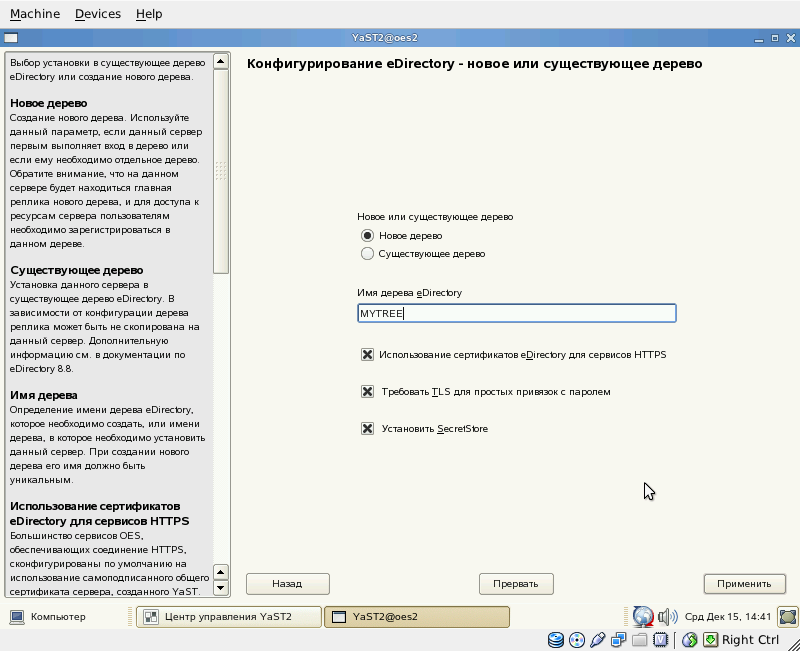 Machine Devices Help
YaST2@oes2
Выбор установки в существующее дерево
eDirectory или создание нового дерева.
Новое дерево
Создание нового дерева. Используйте
данный параметр, если данный сервер
первым выполняет вход в дерево или
если ему необходимо отдельное дерево.
Обратите внимание, что на данном
сервере будет находиться главная
реплика нового дерева, и для доступа к
ресурсам сервера пользователям
необходимо зарегистрироваться в
данном дереве.
Существующее дерево
Установка данного сервера в
существующее дерево eDirectory. В
зависимости от конфигурации дерева
реплика может быть не скопирована на
данный сервер. Дополнительную
информацию см. в документации по
eDirectory 8.8.
Имя дерева
Определение имени дерева eDirectory,
которое необходимо создать, или имени
дерева, в которое необходимо установить
данный сервер. При создании нового
дерева его имя должно быть
уникальным.
Использование сертификатов
eDirectory для сервисов HTTPS
Большинство сервисов OES,
обеспечивающих соединение HTTPS,
сконфигурированы по умолчанию на
использование самоподписанного общего
сертификата сервера, созданного YaST.
Конфигурирование eDirectory - новое или существующее дерево
Новое или существующее дерево
Новое дерево
Существующее дерево
Имя дерева eDirectory
MYTREE
Использование сертификатов eDirectory для сервисов HTTPS
Требовать TLS для простых привязок с паролем
Установить SecretStore
Назад Прервать Применить
Компьютер Центр управления YaST2 YaST2@oes2 Срд Дек 15, 14:41
Right Ctrl